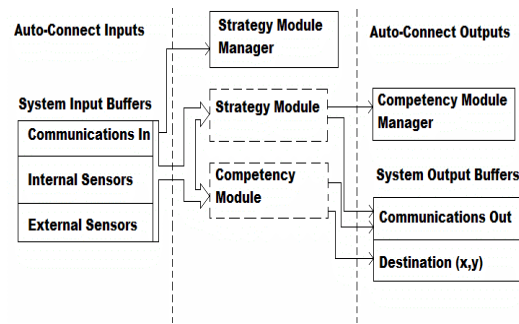 Auto-Connect Inputs
System Input Buffers
Communications In
Internal Sensors
External Sensors
Strategy Module
Manager
Strategy Module
Competency
Module
Auto-Connect Outputs
Competency Module
Manager
System Output Buffers
Communications Out
Destination (x,y)